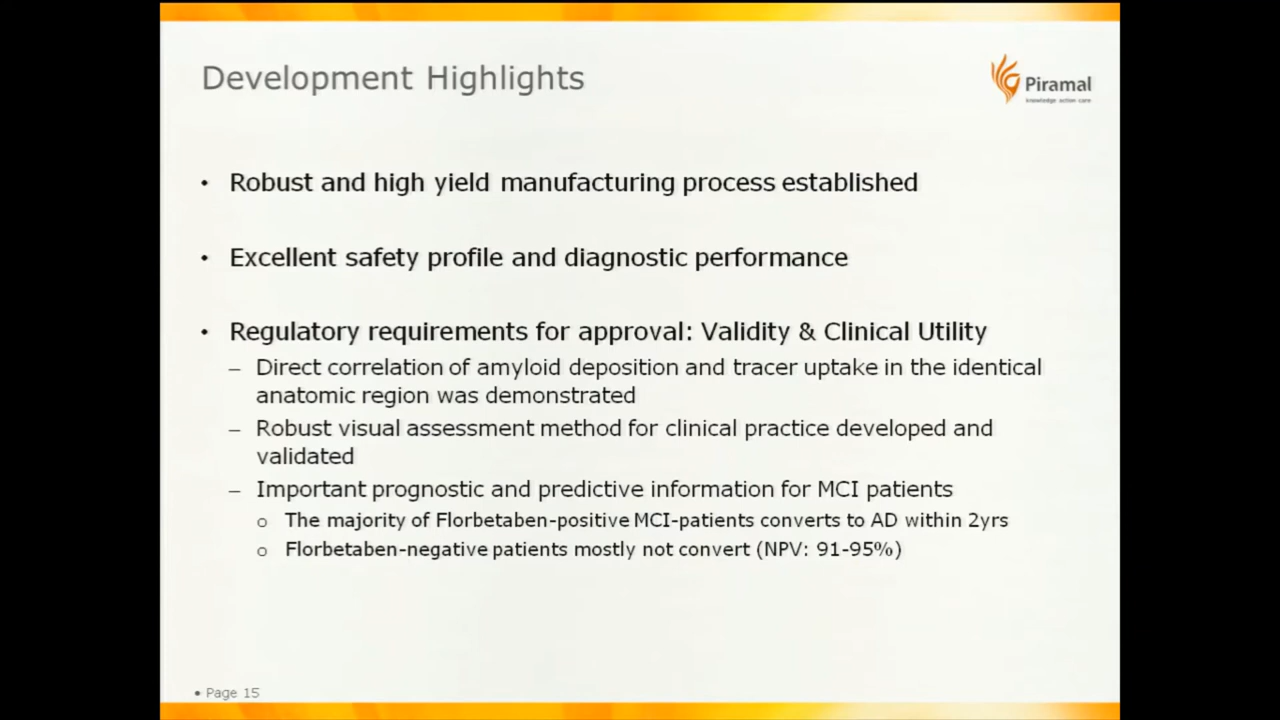 Development Highlights
Piramal
knowledge action care
• Robust and high yield manufacturing process established
• Excellent safety profile and diagnostic performance
• Regulatory requirements for approval: Validity & Clinical Utility
– Direct correlation of amyloid deposition and tracer uptake in the identical
anatomic region was demonstrated
– Robust visual assessment method for clinical practice developed and
validated
– Important prognostic and predictive information for MCI patients
o The majority of Florbetaben-positive MCI-patients converts to AD within 2yrs
o Florbetaben-negative patients mostly not convert (NPV: 91-95%)
• Page 15